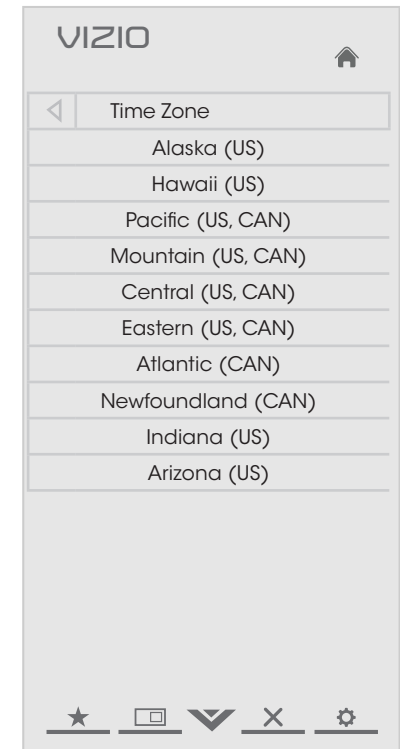 VIZIO
Time Zone
Alaska (US)
Hawaii (US)
Pacific (US, CAN)
Mountain (US, CAN)
Central (US, CAN)
Eastern (US, CAN)
Atlantic (CAN)
Newfoundland (CAN)
Indiana (US)
Arizona (US)